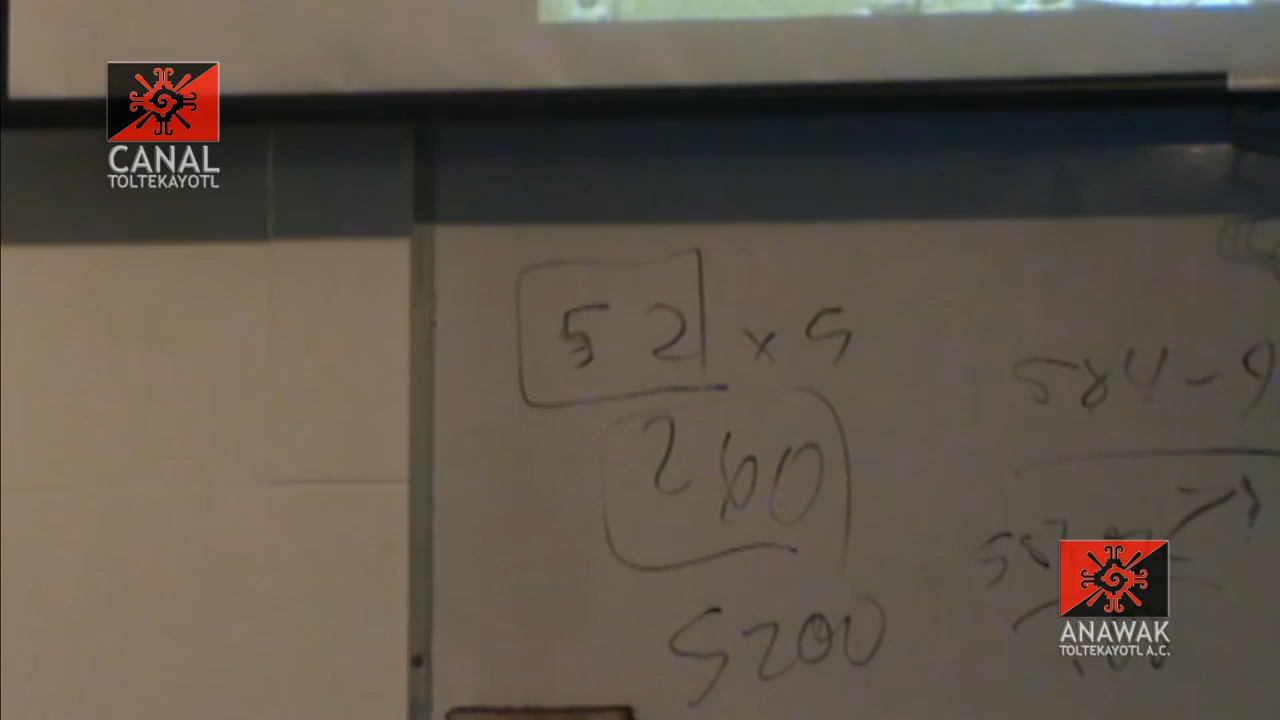 CANAL
TOLTEKAYOTL
52 x 5
260
5200
584 - 9
ANAWAK
TOLTEKAYOTL A.C.